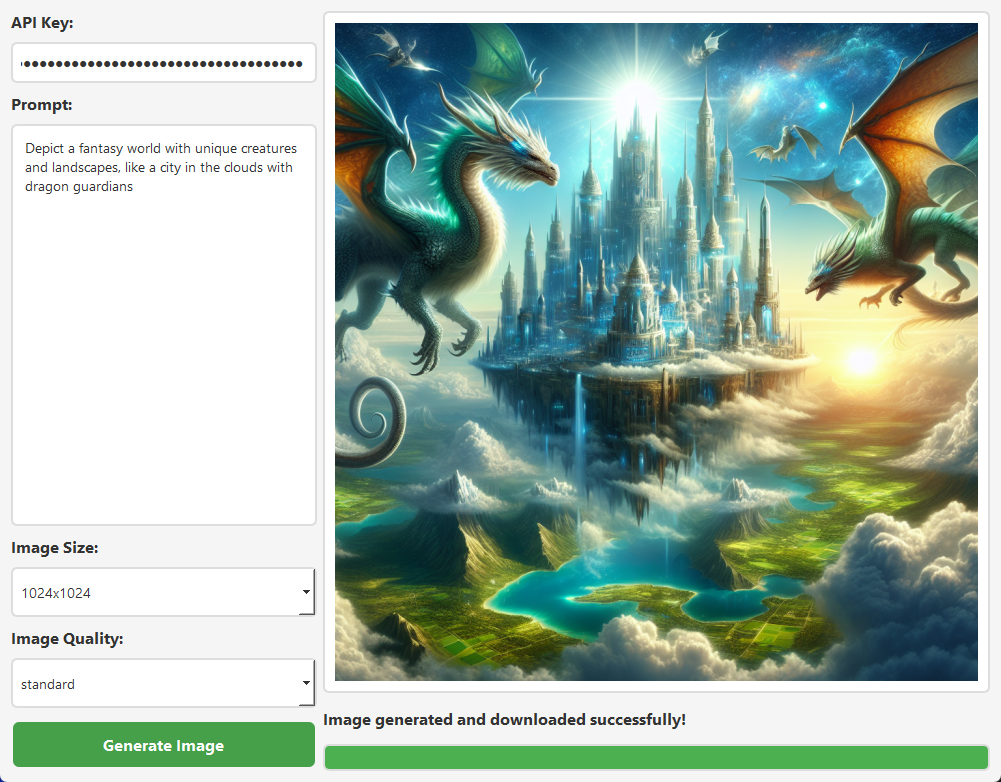 API Key:
Prompt:
Depict a fantasy world with unique creatures
and landscapes, like a city in the clouds with
dragon guardians
Image Size:
1024x1024
Image Quality:
standard
Generate Image
Image generated and downloaded successfully!